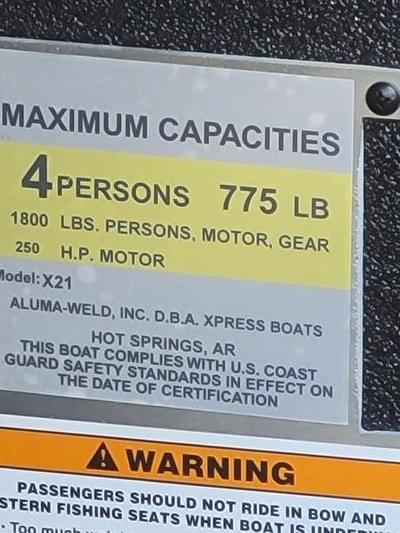 MAXIMUM CAPACITIES
4 PERSONS 775 LB
1800 LBS. PERSONS, MOTOR, GEAR
250 H.P. MOTOR
Model: X21
ALUMA-WELD, INC. D.B.A. XPRESS BOATS
HOT SPRINGS, AR
THIS BOAT COMPLIES WITH U.S. COAST
GUARD SAFETY STANDARDS IN EFFECT ON
THE DATE OF CERTIFICATION
WARNING
PASSENGERS SHOULD NOT RIDE IN BOW AND
STERN FISHING SEATS WHEN BOAT IS
• Too much